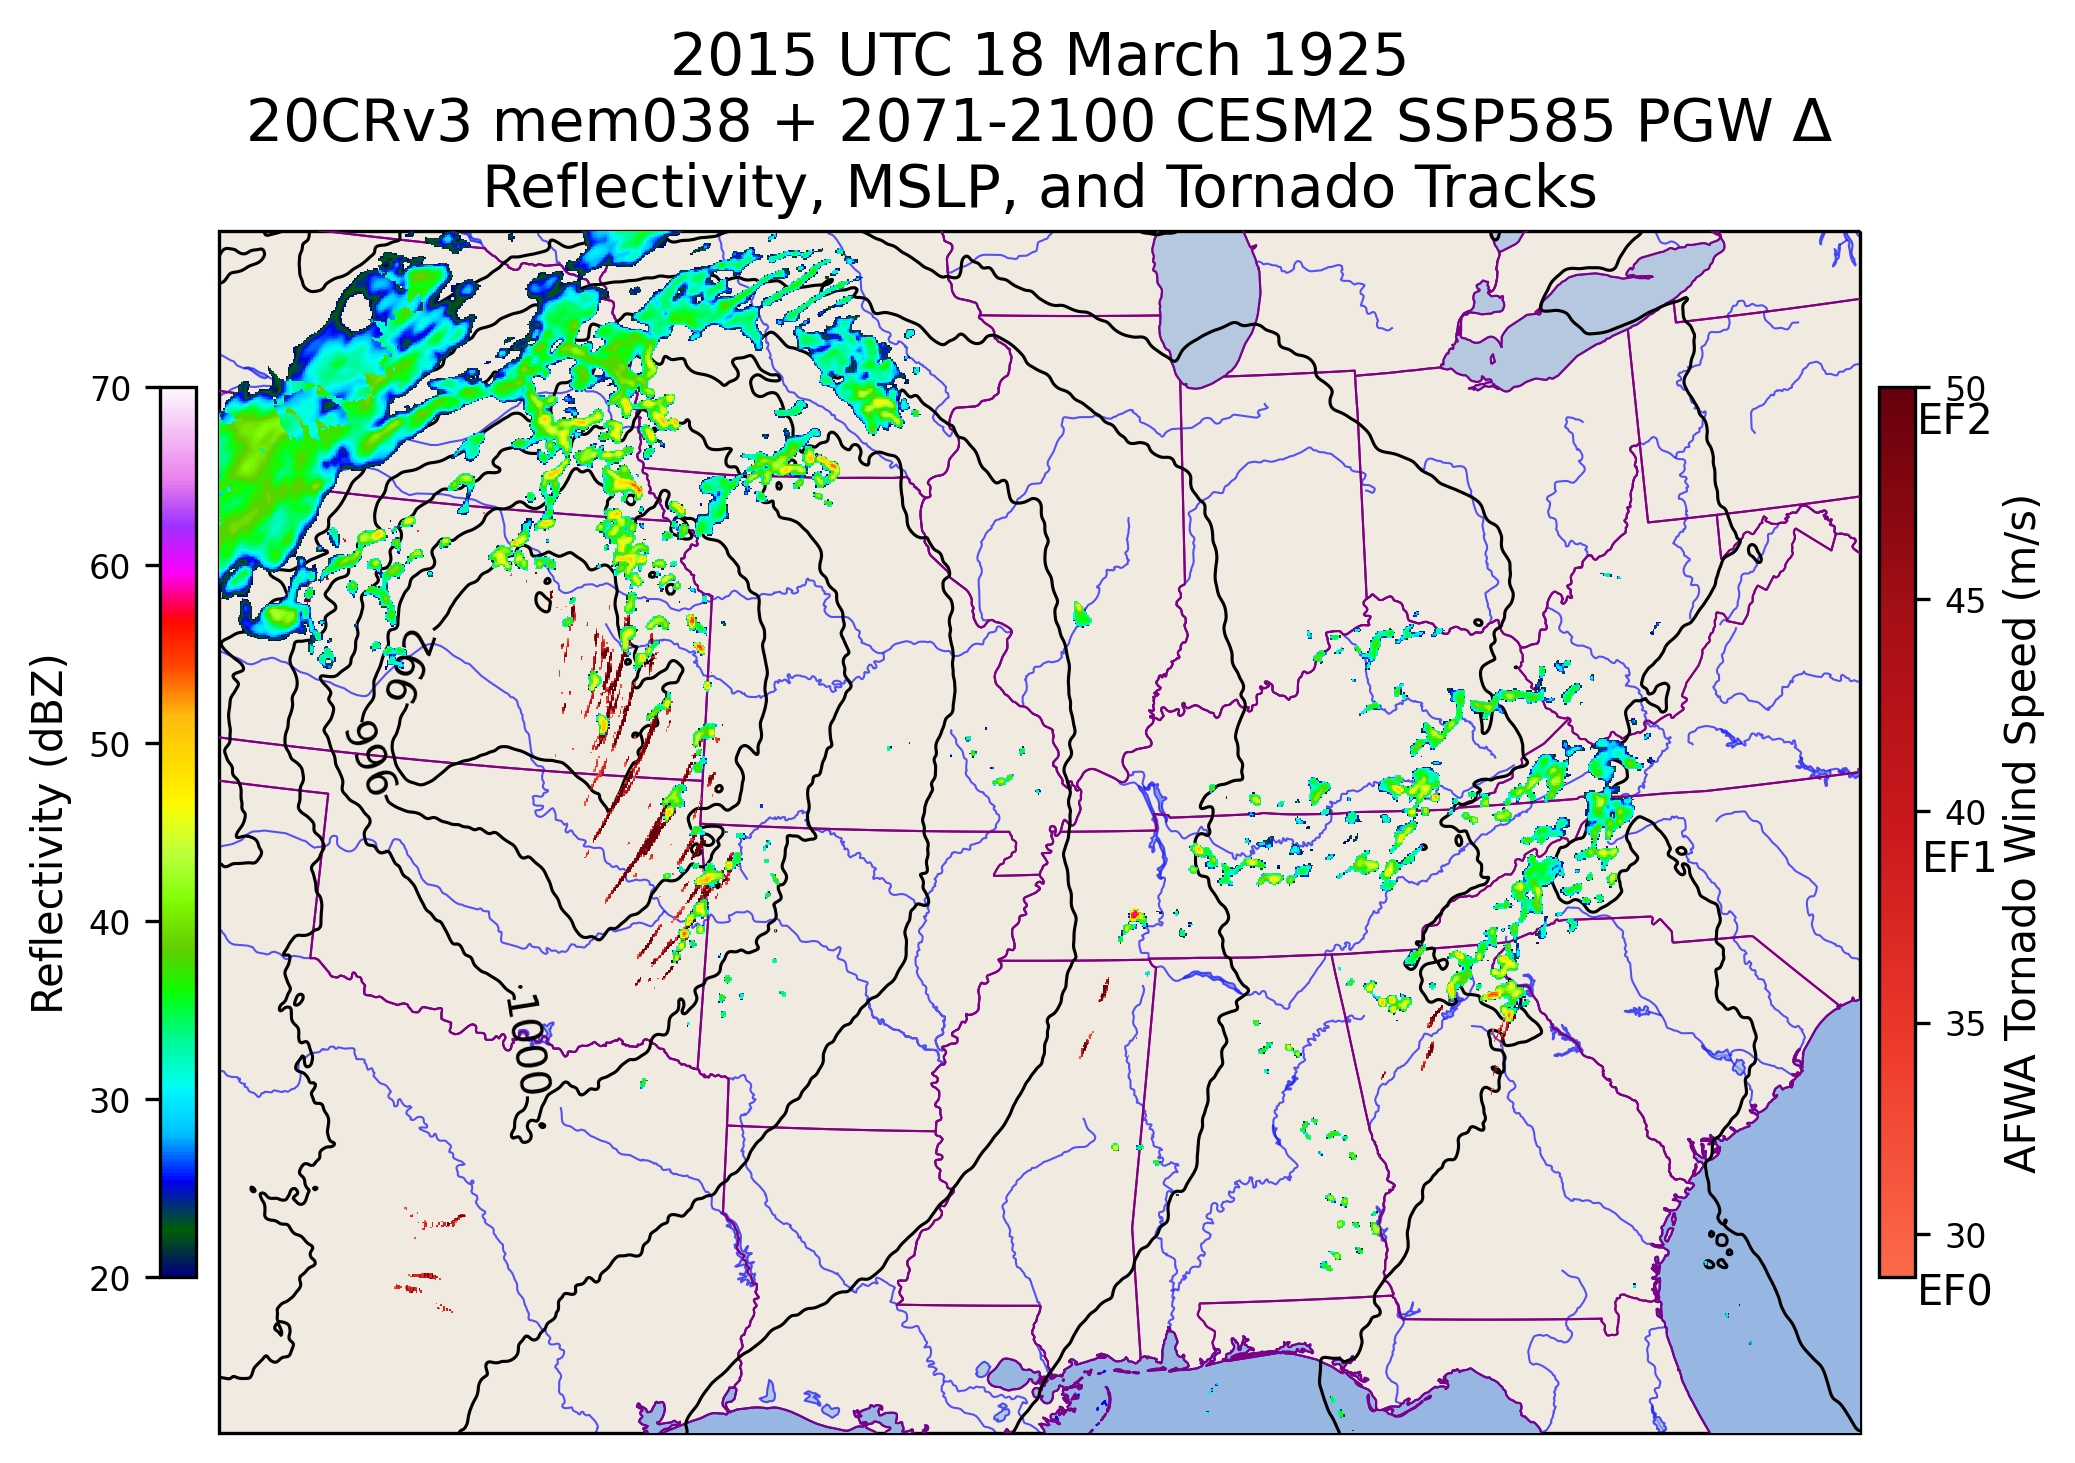 2015 UTC 18 March 1925
20CRv3 mem038 + 2071-2100 CESM2 SSP585 PGW Δ
Reflectivity, MSLP, and Tornado Tracks
70
60
50
40
30
20
Reflectivity (dBZ)
992
996
1000
50
EF2
45
40
EF1
35
30
EF0
AFWA Tornado Wind Speed (m/s)